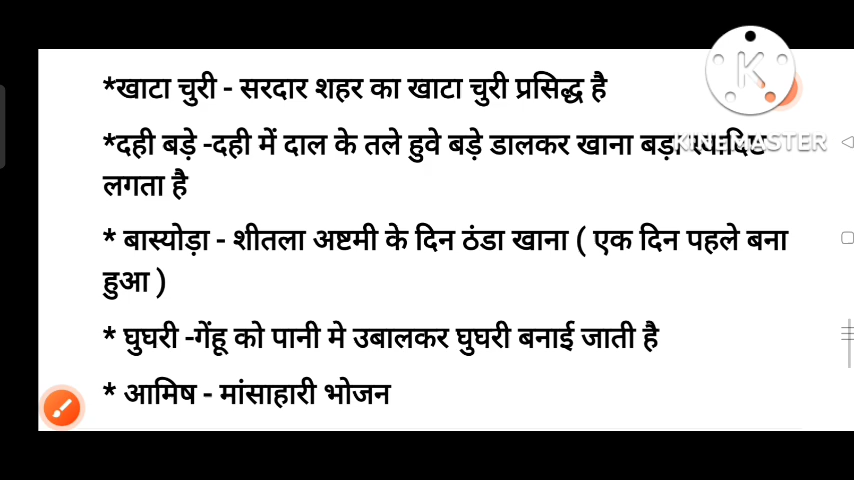 *खाटा चुरी - सरदार शहर का खाटा चुरी प्रसिद्ध है
*दही बड़े -दही में दाल के तले हुवे बड़े डालकर खाना बड़ा
लगता है
* बास्योड़ा - शीतला अष्टमी के दिन ठंडा खाना ( एक दिन पहले बना
हुआ )
* घुघरी -गेंहू को पानी मे उबालकर घुघरी बनाई जाती है
* आमिष - मांसाहारी भोजन
K
KINEMASTER